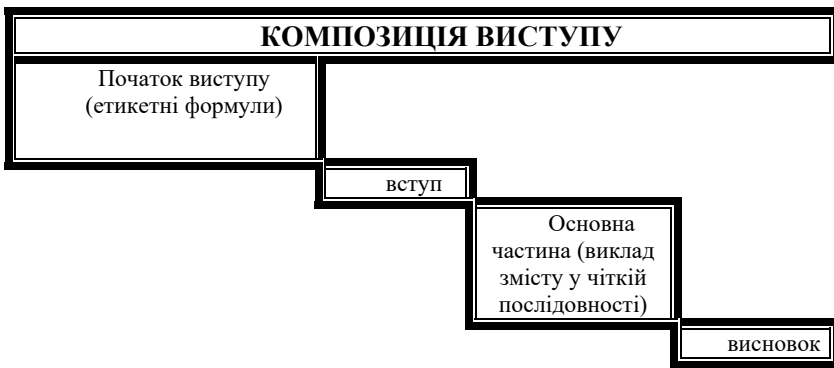 КОМПОЗИЦІЯ ВИСТУПУ
Початок виступу
(етикетні формули)
вступ
Основна
частина (виклад
змісту у чіткій
послідовності)
висновок